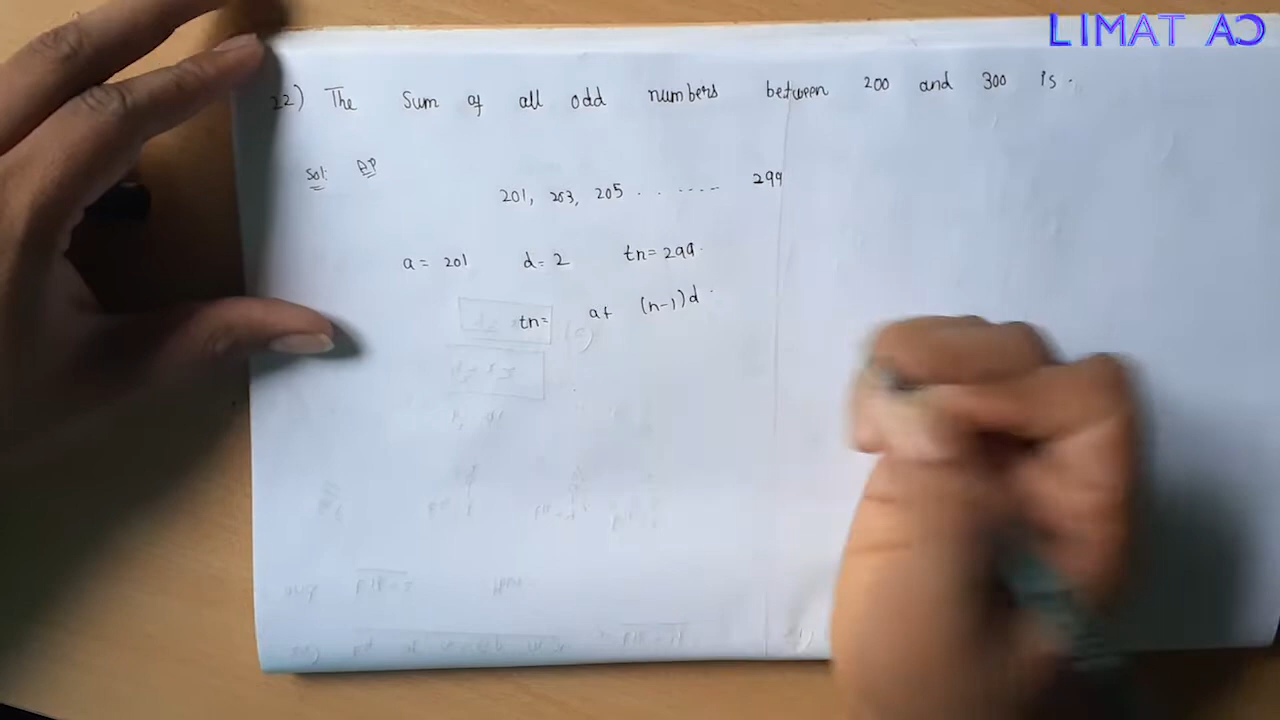 LIMAT AC
22) The Sum of all odd numbers between 200 and 300 is.
Sol: AP
201, 203, 205 . . ..... 299
a = 201 d = 2 tn = 299.
tn = a + (n-1)d.